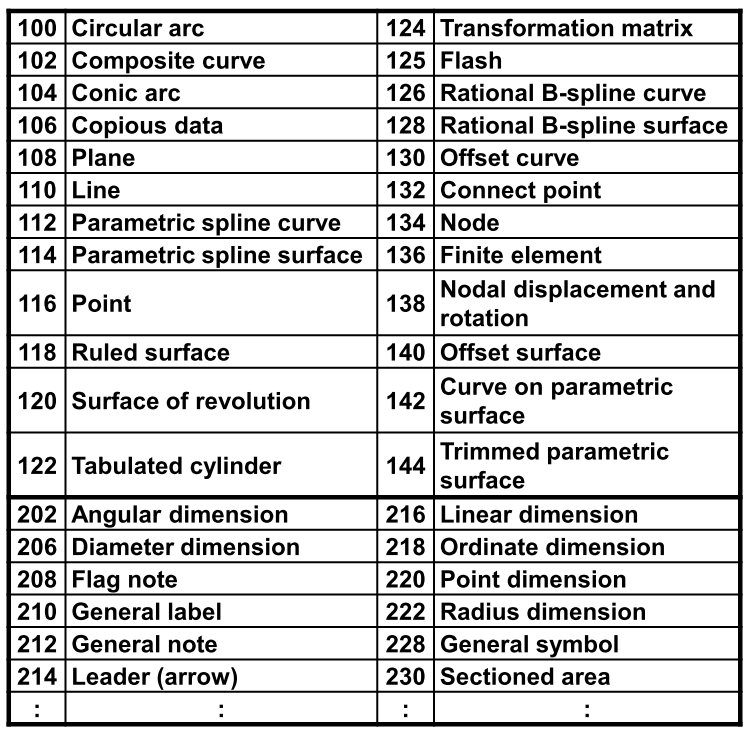 100 Circular arc 124 Transformation matrix
102 Composite curve 125 Flash
104 Conic arc 126 Rational B-spline curve
106 Copious data 128 Rational B-spline surface
108 Plane 130 Offset curve
110 Line 132 Connect point
112 Parametric spline curve 134 Node
114 Parametric spline surface 136 Finite element
116 Point 138 Nodal displacement and
rotation
118 Ruled surface 140 Offset surface
120 Surface of revolution 142 Curve on parametric
surface
122 Tabulated cylinder 144 Trimmed parametric
surface
202 Angular dimension 216 Linear dimension
206 Diameter dimension 218 Ordinate dimension
208 Flag note 220 Point dimension
210 General label 222 Radius dimension
212 General note 228 General symbol
214 Leader (arrow) 230 Sectioned area
: : : :